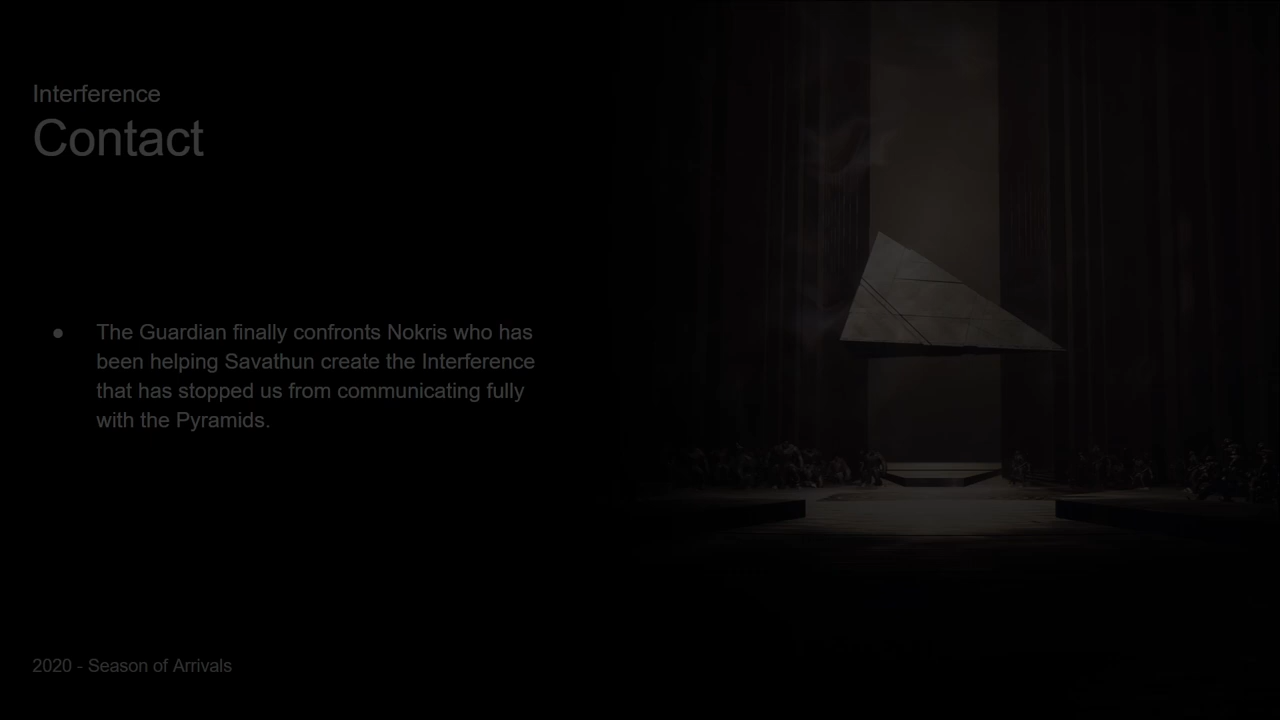 Interference
Contact
● The Guardian finally confronts Nokris who has
been helping Savathun create the Interference
that has stopped us from communicating fully
with the Pyramids.
2020 - Season of Arrivals